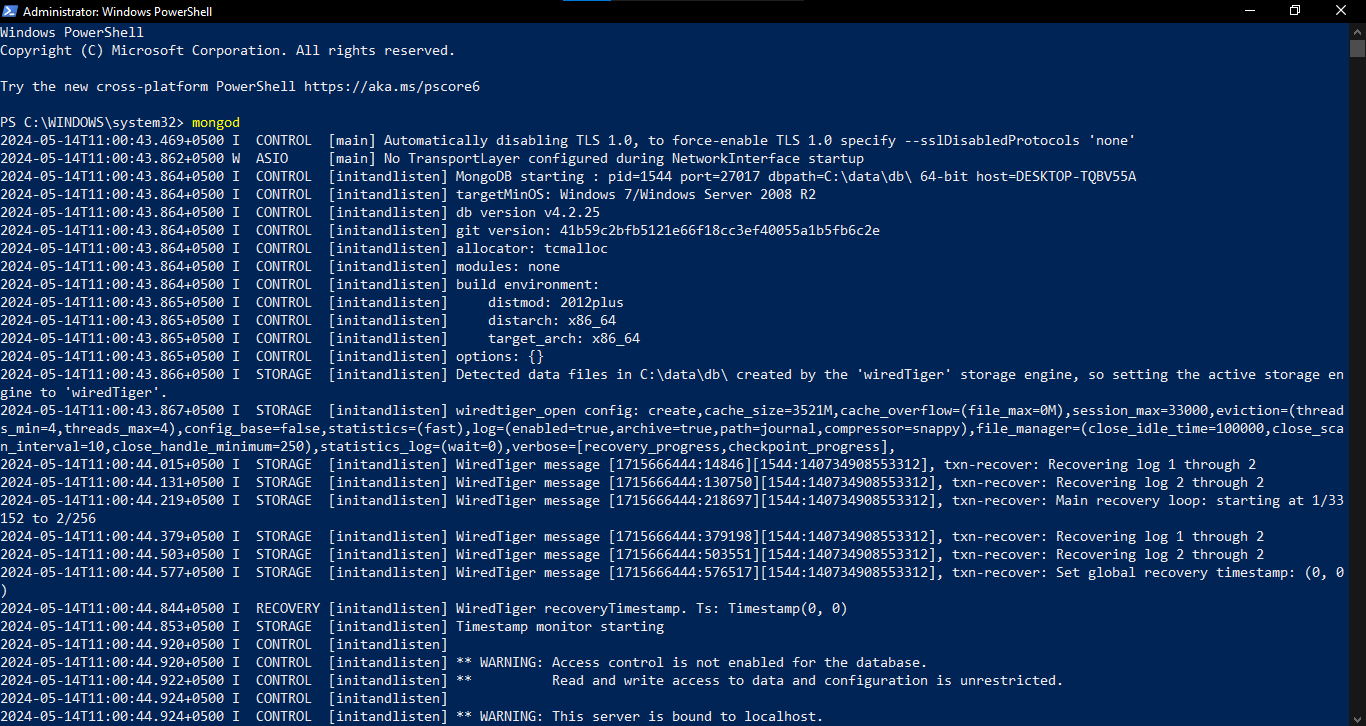 Administrator: Windows PowerShell
Windows PowerShell
Copyright (C) Microsoft Corporation. All rights reserved.
Try the new cross-platform PowerShell https://aka.ms/pscore6
PS C:\WINDOWS\system32> mongod
2024-05-14T11:00:43.469+0500 I  CONTROL  [main] Automatically disabling TLS 1.0, to force-enable TLS 1.0 specify --sslDisabledProtocols 'none'
2024-05-14T11:00:43.862+0500 W  ASIO     [main] No TransportLayer configured during NetworkInterface startup
2024-05-14T11:00:43.864+0500 I  CONTROL  [initandlisten] MongoDB starting : pid=1544 port=27017 dbpath=C:\data\db\ 64-bit host=DESKTOP-TQBV55A
2024-05-14T11:00:43.864+0500 I  CONTROL  [initandlisten] targetMinOS: Windows 7/Windows Server 2008 R2
2024-05-14T11:00:43.864+0500 I  CONTROL  [initandlisten] db version v4.2.25
2024-05-14T11:00:43.864+0500 I  CONTROL  [initandlisten] git version: 41b59c2bfb5121e66f18cc3ef40055a1b5fb6c2e
2024-05-14T11:00:43.864+0500 I  CONTROL  [initandlisten] allocator: tcmalloc
2024-05-14T11:00:43.864+0500 I  CONTROL  [initandlisten] modules: none
2024-05-14T11:00:43.864+0500 I  CONTROL  [initandlisten] build environment:
2024-05-14T11:00:43.865+0500 I  CONTROL  [initandlisten]     distmod: 2012plus
2024-05-14T11:00:43.865+0500 I  CONTROL  [initandlisten]     distarch: x86_64
2024-05-14T11:00:43.865+0500 I  CONTROL  [initandlisten]     target_arch: x86_64
2024-05-14T11:00:43.865+0500 I  CONTROL  [initandlisten] options: {}
2024-05-14T11:00:43.866+0500 I  STORAGE  [initandlisten] Detected data files in C:\data\db\ created by the 'wiredTiger' storage engine, so setting the active storage en
gine to 'wiredTiger'.
2024-05-14T11:00:43.867+0500 I  STORAGE  [initandlisten] wiredtiger_open config: create,cache_size=3521M,cache_overflow=(file_max=0M),session_max=33000,eviction=(thread
s_min=4,threads_max=4),config_base=false,statistics=(fast),log=(enabled=true,archive=true,path=journal,compressor=snappy),file_manager=(close_idle_time=100000,close_sca
n_interval=10,close_handle_minimum=250),statistics_log=(wait=0),verbose=[recovery_progress,checkpoint_progress],
2024-05-14T11:00:44.015+0500 I  STORAGE  [initandlisten] WiredTiger message [1715666444:14846][1544:140734908553312], txn-recover: Recovering log 1 through 2
2024-05-14T11:00:44.131+0500 I  STORAGE  [initandlisten] WiredTiger message [1715666444:130750][1544:140734908553312], txn-recover: Recovering log 2 through 2
2024-05-14T11:00:44.219+0500 I  STORAGE  [initandlisten] WiredTiger message [1715666444:218697][1544:140734908553312], txn-recover: Main recovery loop: starting at 1/33
152 to 2/256
2024-05-14T11:00:44.379+0500 I  STORAGE  [initandlisten] WiredTiger message [1715666444:379198][1544:140734908553312], txn-recover: Recovering log 1 through 2
2024-05-14T11:00:44.503+0500 I  STORAGE  [initandlisten] WiredTiger message [1715666444:503551][1544:140734908553312], txn-recover: Recovering log 2 through 2
2024-05-14T11:00:44.577+0500 I  STORAGE  [initandlisten] WiredTiger message [1715666444:576517][1544:140734908553312], txn-recover: Set global recovery timestamp: (0, 0
)
2024-05-14T11:00:44.844+0500 I  RECOVERY [initandlisten] WiredTiger recoveryTimestamp. Ts: Timestamp(0, 0)
2024-05-14T11:00:44.853+0500 I  STORAGE  [initandlisten] Timestamp monitor starting
2024-05-14T11:00:44.920+0500 I  CONTROL  [initandlisten]
2024-05-14T11:00:44.920+0500 I  CONTROL  [initandlisten] ** WARNING: Access control is not enabled for the database.
2024-05-14T11:00:44.922+0500 I  CONTROL  [initandlisten] **          Read and write access to data and configuration is unrestricted.
2024-05-14T11:00:44.924+0500 I  CONTROL  [initandlisten]
2024-05-14T11:00:44.924+0500 I  CONTROL  [initandlisten] ** WARNING: This server is bound to localhost.